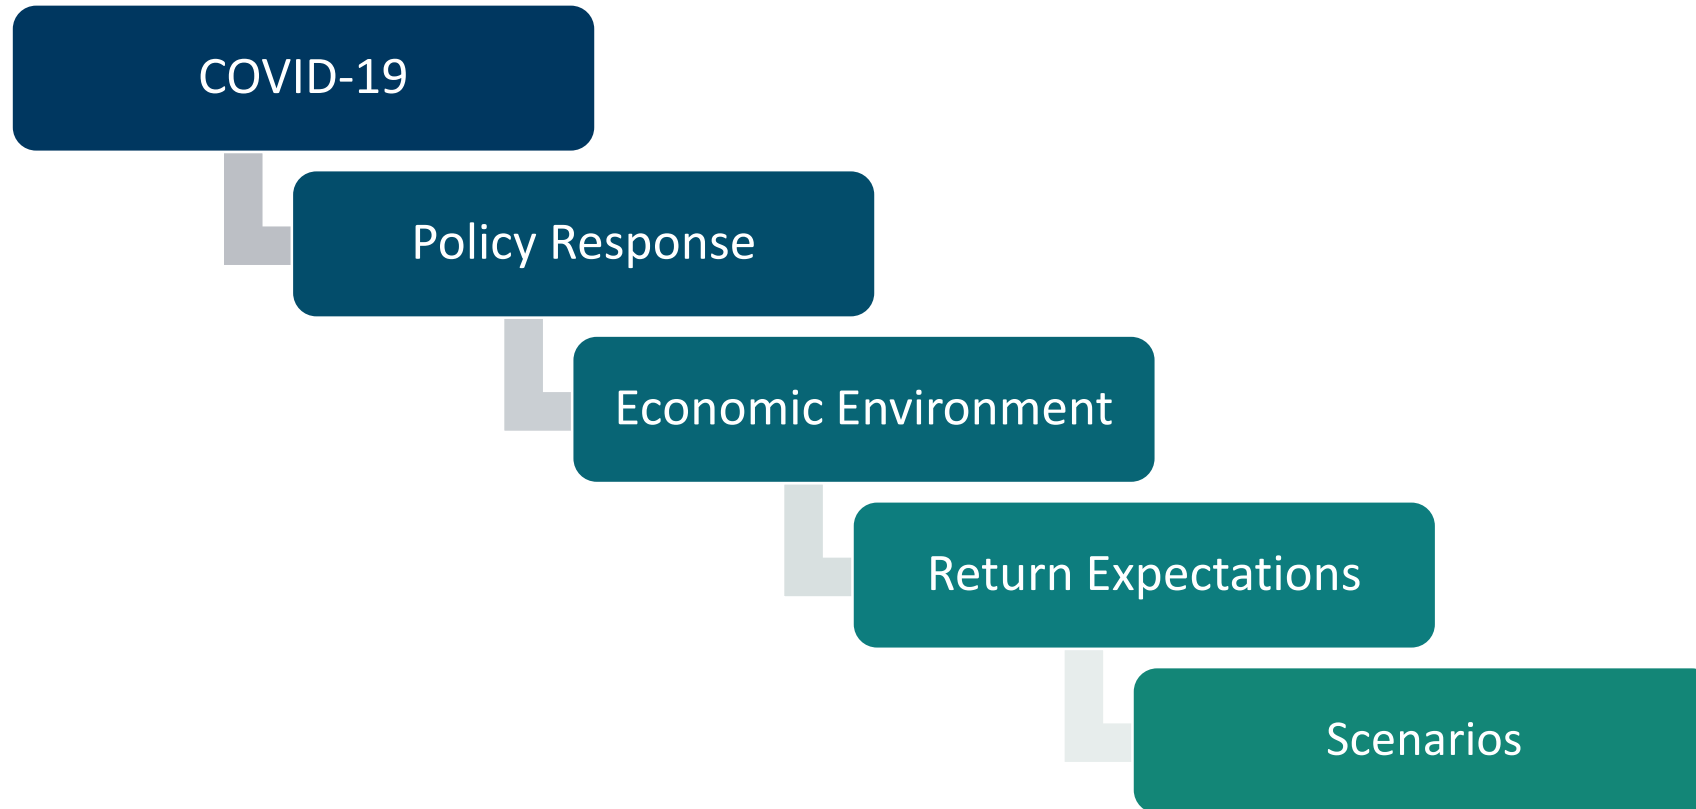 COVID-19
Policy Response
Economic Environment
Return Expectations
Scenarios